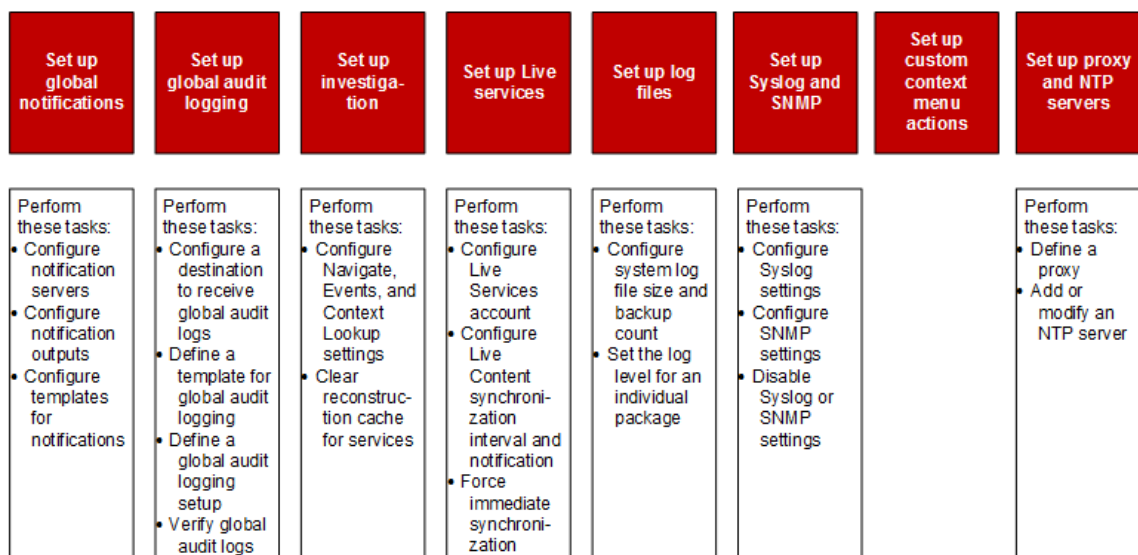 Set up
global
notifications
Set up
global audit
logging
Set up
investiga-
tion
Set up Live
services
Set up log
files
Set up
Syslog and
SNMP
Set up
custom
context
menu
actions
Set up proxy
and NTP
servers
Perform
these tasks:
• Configure
notification
servers
• Configure
notification
outputs
• Configure
templates
for
notifications
Perform
these tasks:
• Configure a
destination
to receive
global audit
logs
• Define a
template for
global audit
logging
• Define a
global audit
logging
setup
• Verify global
audit logs
Perform
these tasks:
• Configure
Navigate,
Events, and
Context
Lookup
settings
• Clear
reconstruc-
tion cache
for services
Perform
these tasks:
• Configure
Live
Services
account
• Configure
Live
Content
synchroni-
zation
interval and
notification
• Force
immediate
synchroni-
zation
Perform
these tasks:
• Configure
system log
file size and
backup
count
• Set the log
level for an
individual
package
Perform
these tasks:
• Configure
Syslog
settings
• Configure
SNMP
settings
• Disable
Syslog or
SNMP
settings
Perform
these tasks:
• Define a
proxy
• Add or
modify an
NTP server